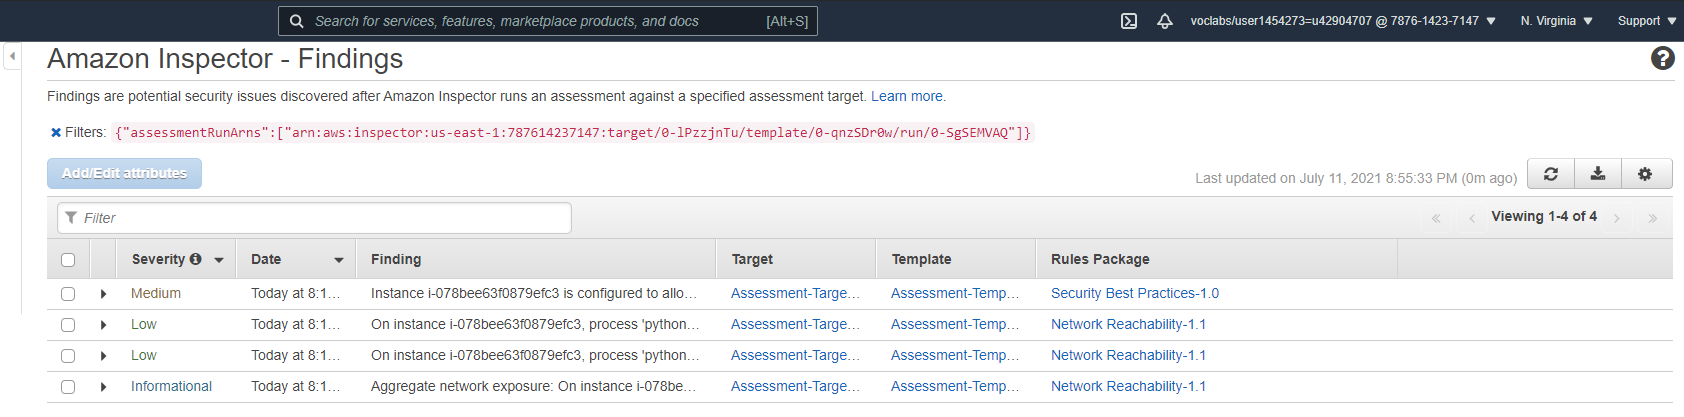 Search for services, features, marketplace products, and docs [Alt+S] voclabs/user1454273=u42904707 @ 7876-1423-7147 N. Virginia Support
Amazon Inspector - Findings ?
Findings are potential security issues discovered after Amazon Inspector runs an assessment against a specified assessment target. Learn more.
Filters: {"assessmentRunArns":["arn:aws:inspector:us-east-1:787614237147:target/0-lPzzjnTu/template/0-qnzSDr0w/run/0-SgSEMVAQ"]}
Add/Edit attributes Last updated on July 11, 2021 8:55:33 PM (0m ago)
Filter « ‹ Viewing 1-4 of 4 › »
Severity Date Finding Target Template Rules Package
Medium Today at 8:1... Instance i-078bee63f0879efc3 is configured to allo... Assessment-Targe... Assessment-Temp... Security Best Practices-1.0
Low Today at 8:1... On instance i-078bee63f0879efc3, process 'python... Assessment-Targe... Assessment-Temp... Network Reachability-1.1
Low Today at 8:1... On instance i-078bee63f0879efc3, process 'python... Assessment-Targe... Assessment-Temp... Network Reachability-1.1
Informational Today at 8:1... Aggregate network exposure: On instance i-078be... Assessment-Targe... Assessment-Temp... Network Reachability-1.1